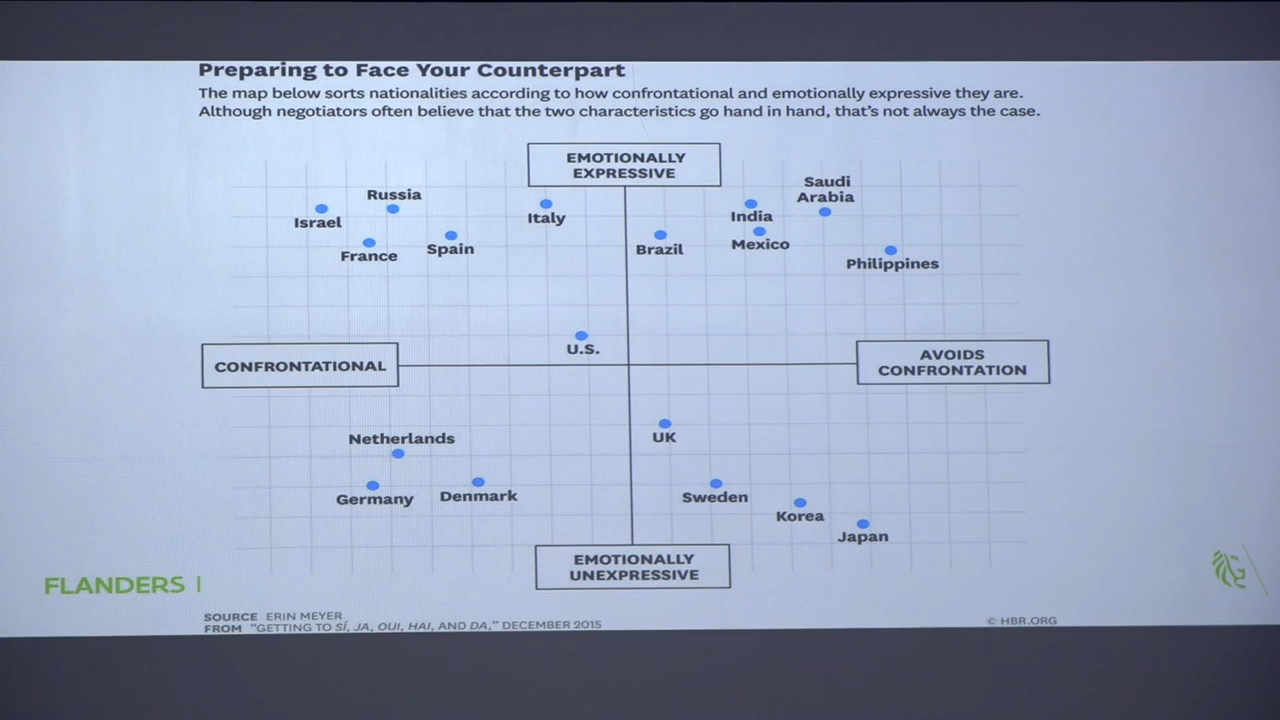 Preparing to Face Your Counterpart
The map below sorts nationalities according to how confrontational and emotionally expressive they are.
Although negotiators often believe that the two characteristics go hand in hand, that's not always the case.
EMOTIONALLY
EXPRESSIVE
Saudi
Arabia
Russia
Israel
Italy
India
France
Spain
Brazil
Mexico
Philippines
U.S.
CONFRONTATIONAL
AVOIDS
CONFRONTATION
Netherlands
UK
Germany
Denmark
Sweden
Korea
Japan
EMOTIONALLY
UNEXPRESSIVE
FLANDERS
SOURCE ERIN MEYER
FROM "GETTING TO SÍ, JA, OUI, HAI, AND DA," DECEMBER 2015
© HBR.ORG